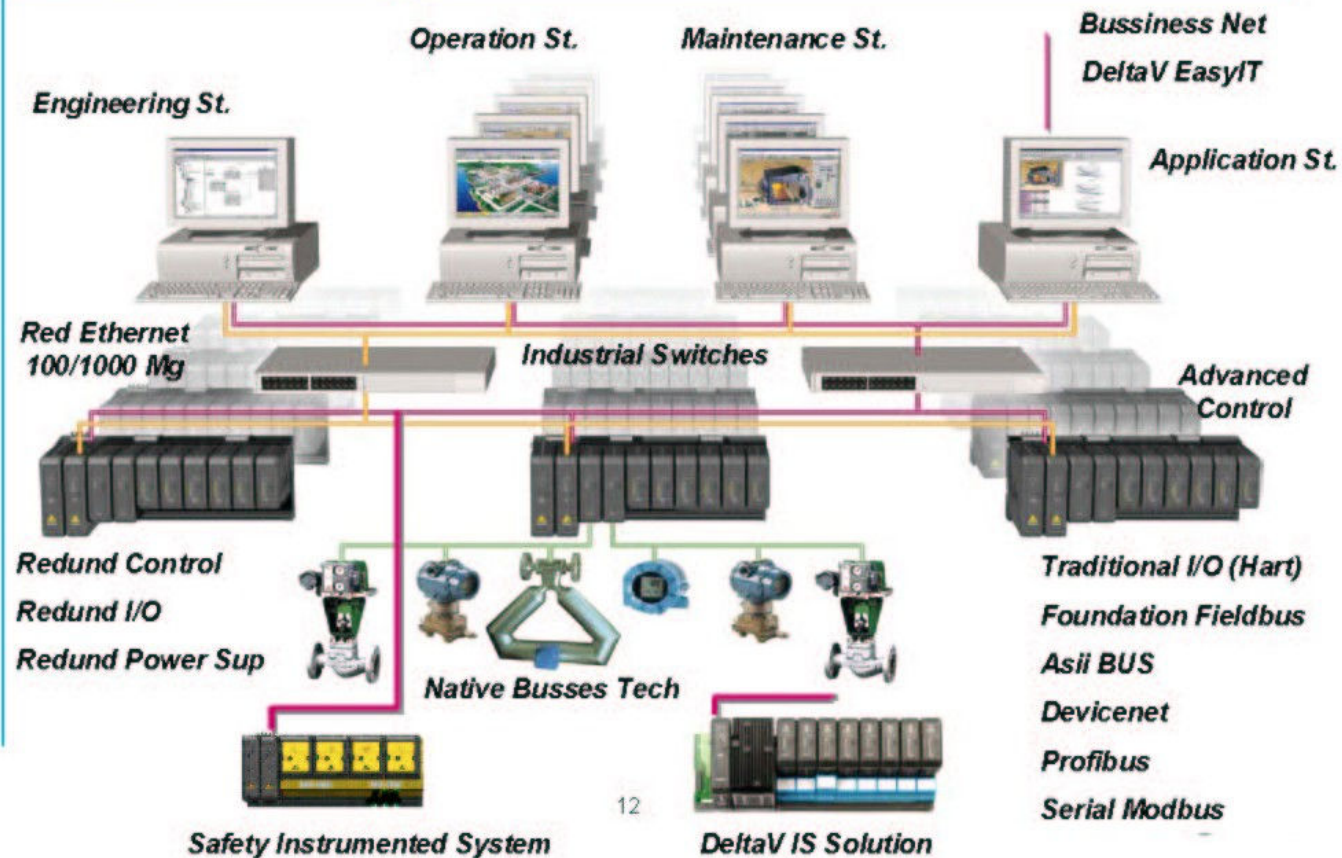 Operation St.
Maintenance St.
Bussiness Net
DeltaV EasyIT
Engineering St.
Application St.
Red Ethernet
100/1000 Mg
Industrial Switches
Advanced
Control
Redund Control
Redund I/O
Redund Power Sup
Native Busses Tech
Traditional I/O (Hart)
Foundation Fieldbus
Asii BUS
Devicenet
Profibus
Serial Modbus
12
Safety Instrumented System
DeltaV IS Solution